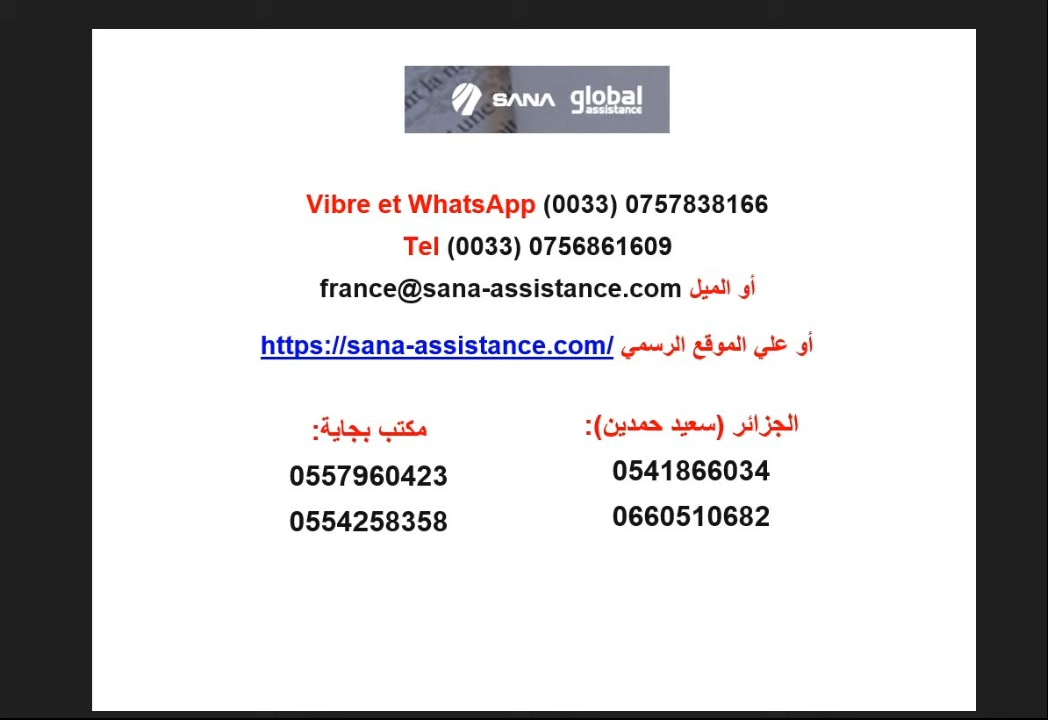 SANA global assistance
Vibre et WhatsApp (0033) 0757838166
Tel (0033) 0756861609
أو الميل france@sana-assistance.com
أو علي الموقع الرسمي https://sana-assistance.com/
الجزائر (سعيد حمدين):
0541866034
0660510682
مكتب بجاية:
0557960423
0554258358